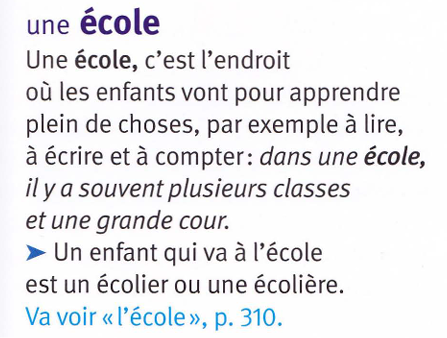 une école
Une école, c'est l'endroit
où les enfants vont pour apprendre
plein de choses, par exemple à lire,
à écrire et à compter : dans une école,
il y a souvent plusieurs classes
et une grande cour.
➤ Un enfant qui va à l'école
est un écolier ou une écolière.
Va voir « l'école », p. 310.